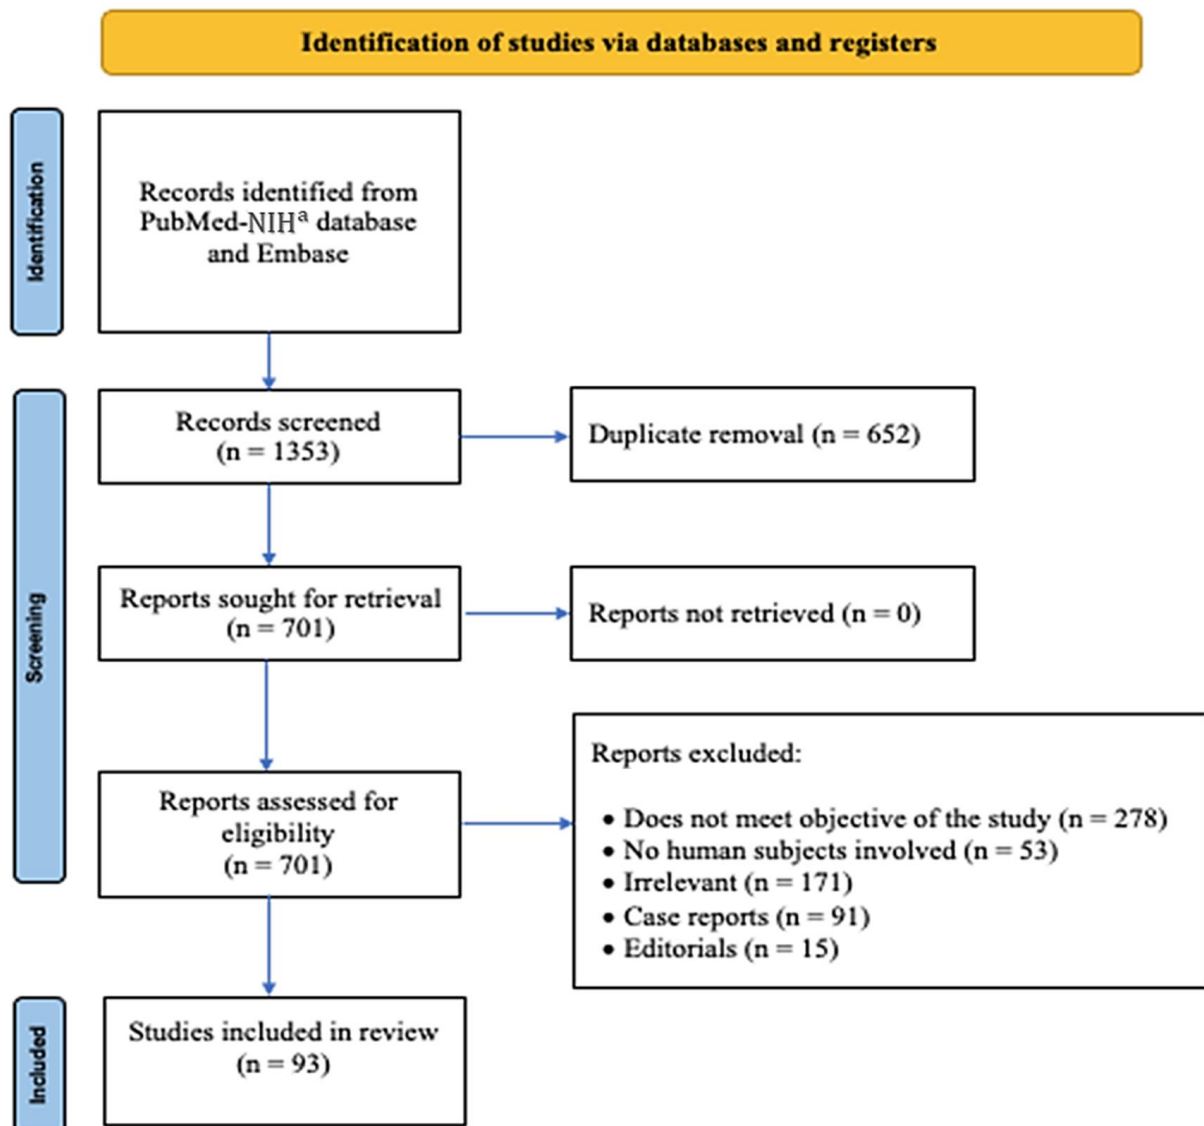 Identification of studies via databases and registers
Identification
Records identified from
PubMed-NIHᵃ database
and Embase
Screening
Records screened
(n = 1353)
Duplicate removal (n = 652)
Reports sought for retrieval
(n = 701)
Reports not retrieved (n = 0)
Reports assessed for
eligibility
(n = 701)
Reports excluded:
• Does not meet objective of the study (n = 278)
• No human subjects involved (n = 53)
• Irrelevant (n = 171)
• Case reports (n = 91)
• Editorials (n = 15)
Included
Studies included in review
(n = 93)